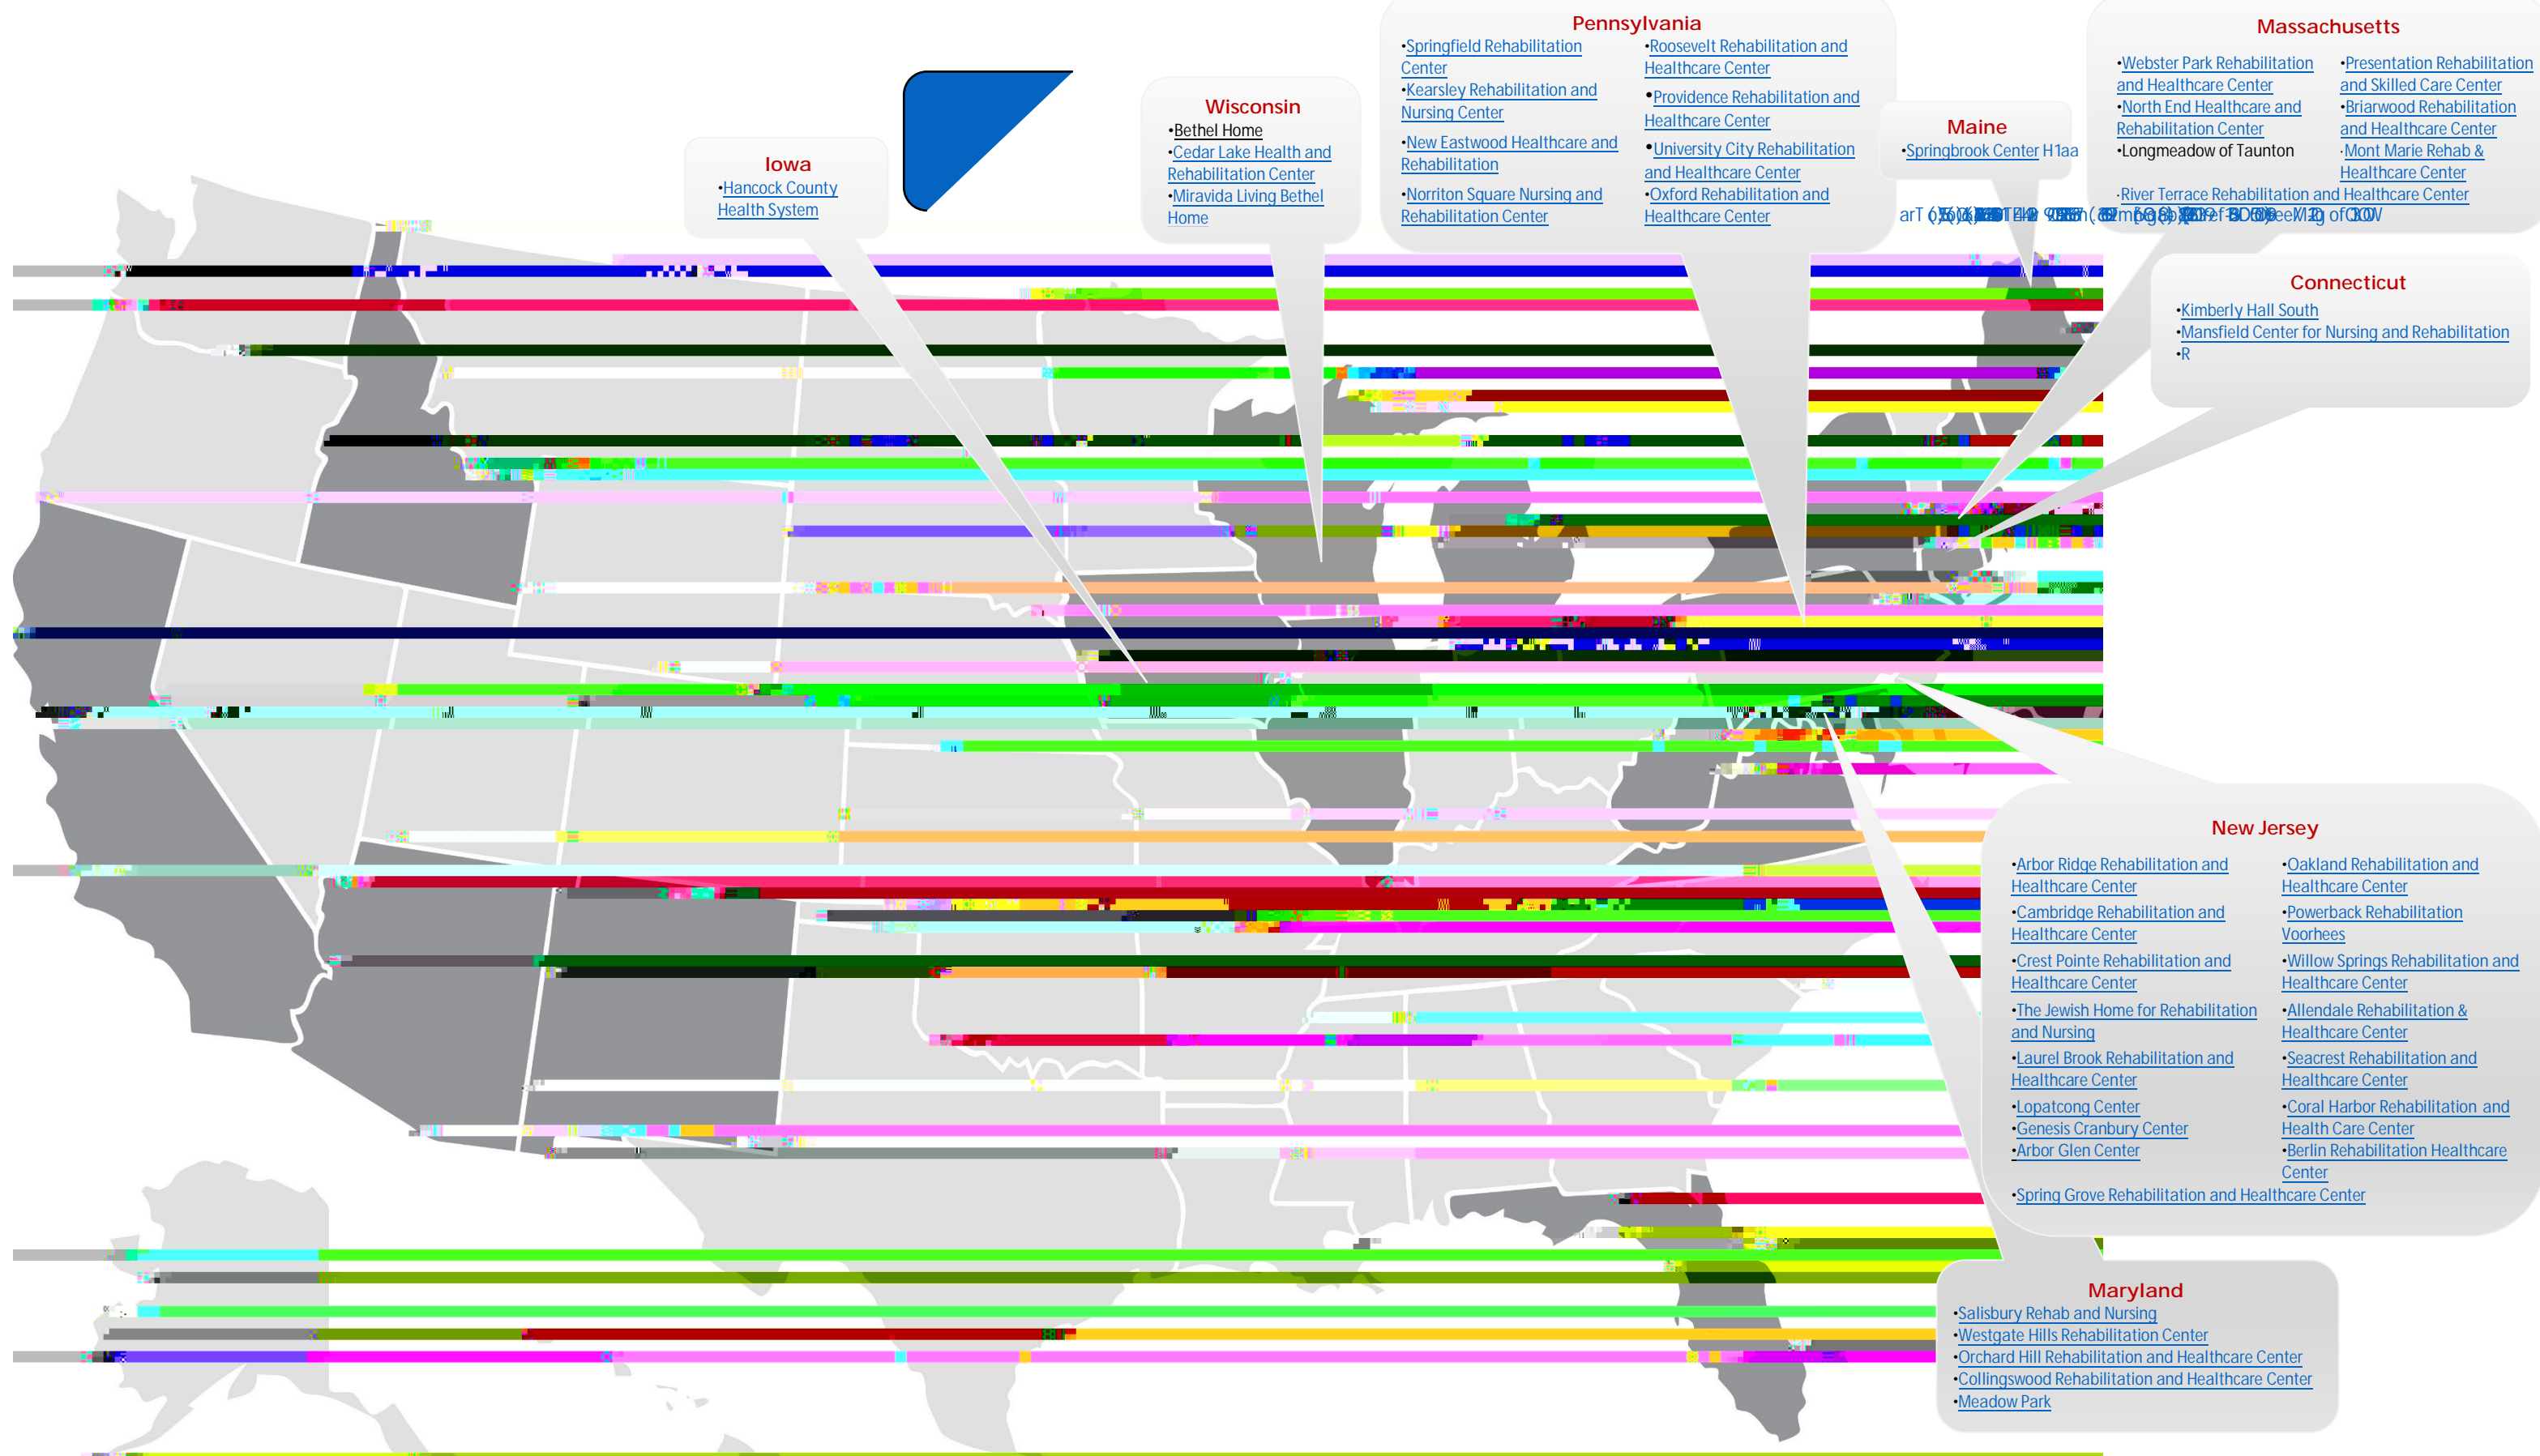 Pennsylvania
•Springfield Rehabilitation
Center
•Kearsley Rehabilitation and
Nursing Center
•New Eastwood Healthcare and
Rehabilitation
•Norriton Square Nursing and
Rehabilitation Center
•Roosevelt Rehabilitation and
Healthcare Center
•Providence Rehabilitation and
Healthcare Center
•University City Rehabilitation
and Healthcare Center
•Oxford Rehabilitation and
Healthcare Center
Massachusetts
•Webster Park Rehabilitation
and Healthcare Center
•North End Healthcare and
Rehabilitation Center
•Longmeadow of Taunton
•Presentation Rehabilitation
and Skilled Care Center
•Briarwood Rehabilitation
and Healthcare Center
·Mont Marie Rehab &
Healthcare Center
·River Terrace Rehabilitation and Healthcare Center
Wisconsin
•Bethel Home
•Cedar Lake Health and
Rehabilitation Center
•Miravida Living Bethel
Home
Maine
•Springbrook Center H1aa
Iowa
•Hancock County
Health System
Connecticut
•Kimberly Hall South
•Mansfield Center for Nursing and Rehabilitation
•R
New Jersey
•Arbor Ridge Rehabilitation and
Healthcare Center
•Cambridge Rehabilitation and
Healthcare Center
•Crest Pointe Rehabilitation and
Healthcare Center
•The Jewish Home for Rehabilitation
and Nursing
•Laurel Brook Rehabilitation and
Healthcare Center
•Lopatcong Center
•Genesis Cranbury Center
•Arbor Glen Center
•Oakland Rehabilitation and
Healthcare Center
•Powerback Rehabilitation
Voorhees
•Willow Springs Rehabilitation and
Healthcare Center
•Allendale Rehabilitation &
Healthcare Center
•Seacrest Rehabilitation and
Healthcare Center
•Coral Harbor Rehabilitation and
Health Care Center
•Berlin Rehabilitation Healthcare
Center
•Spring Grove Rehabilitation and Healthcare Center
Maryland
•Salisbury Rehab and Nursing
•Westgate Hills Rehabilitation Center
•Orchard Hill Rehabilitation and Healthcare Center
•Collingswood Rehabilitation and Healthcare Center
•Meadow Park